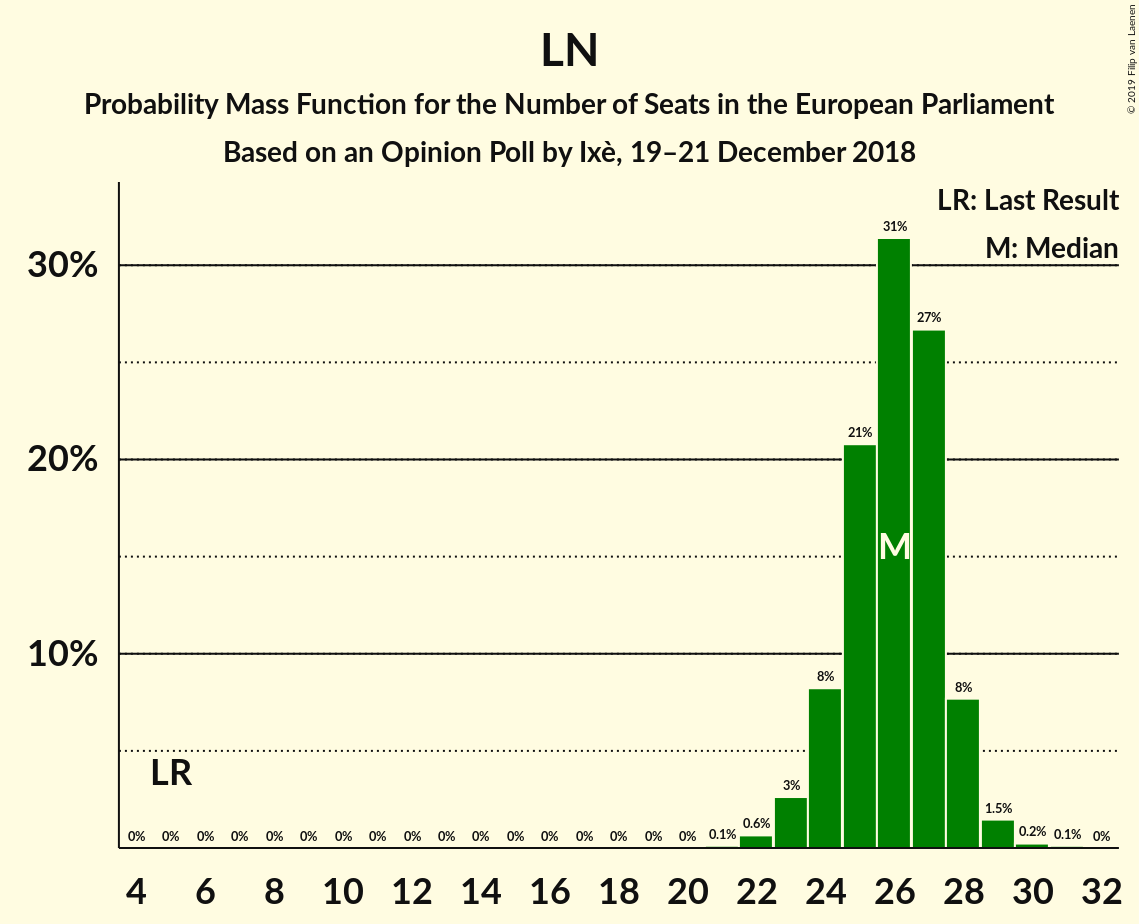 LN
Probability Mass Function for the Number of Seats in the European Parliament
Based on an Opinion Poll by Ixè, 19–21 December 2018
© 2019 Filip van Laenen
LR: Last Result
M: Median
30%
20%
10%
31%
27%
21%
8%
8%
3%
1.5%
0.6%
0.2%
0.1%
0.1%
M
LR
0% 0% 0% 0% 0% 0% 0% 0% 0% 0% 0% 0% 0% 0% 0% 0% 0% 0%
4 6 8 10 12 14 16 18 20 22 24 26 28 30 32